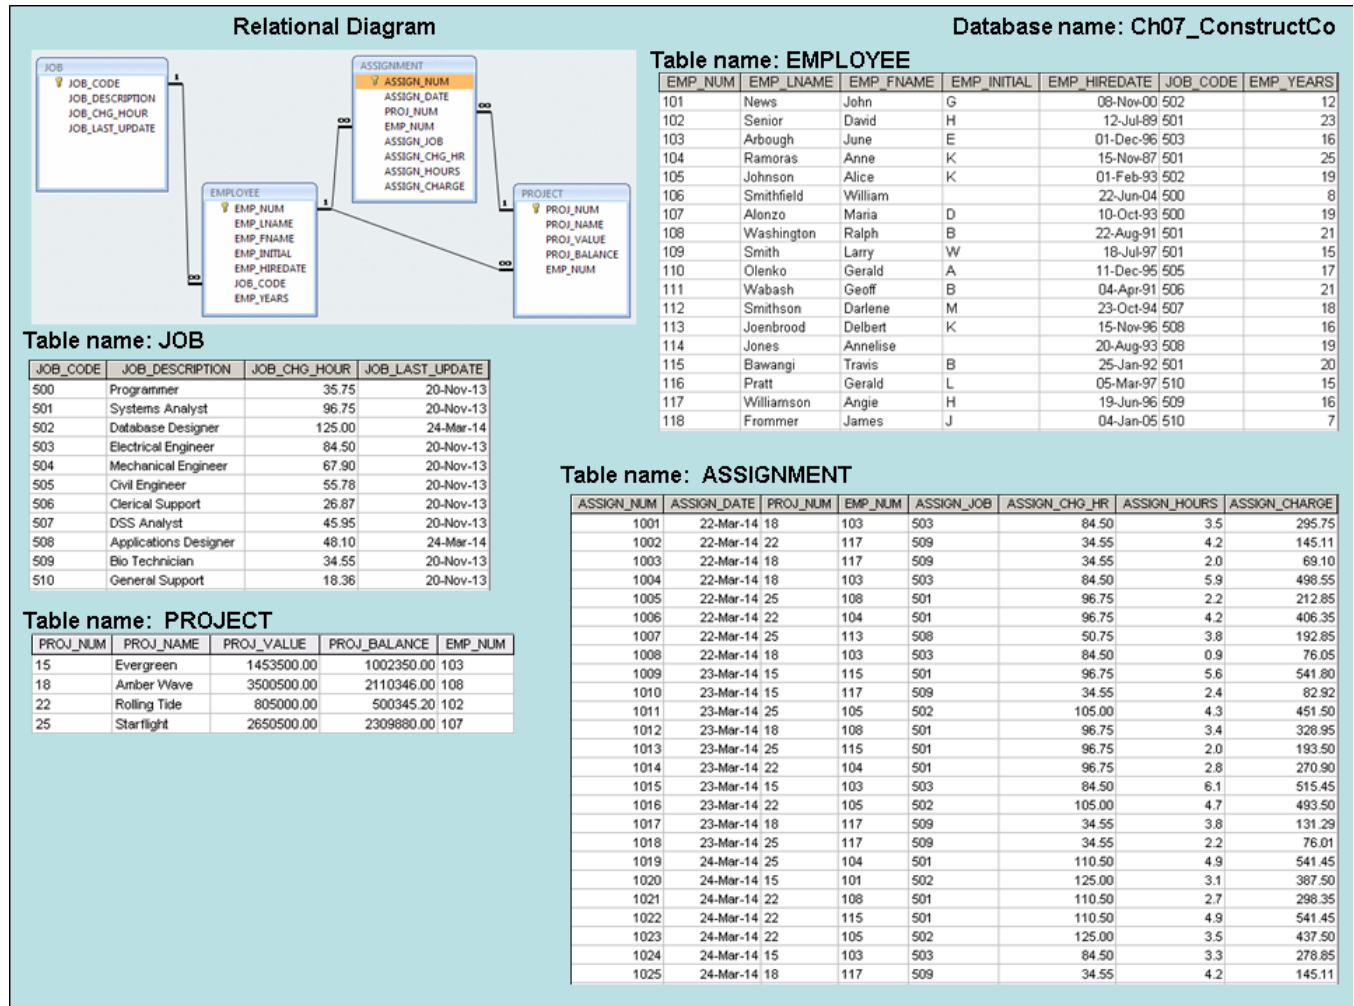 Relational Diagram
Database name: Ch07_ConstructCo
JOB
JOB_CODE
JOB_DESCRIPTION
JOB_CHG_HOUR
JOB_LAST_UPDATE
1
∞
EMPLOYEE
EMP_NUM
EMP_LNAME
EMP_FNAME
EMP_INITIAL
EMP_HIREDATE
JOB_CODE
EMP_YEARS
1
∞
∞
ASSIGNMENT
ASSIGN_NUM
ASSIGN_DATE
PROJ_NUM
EMP_NUM
ASSIGN_JOB
ASSIGN_CHG_HR
ASSIGN_HOURS
ASSIGN_CHARGE
∞
1
PROJECT
PROJ_NUM
PROJ_NAME
PROJ_VALUE
PROJ_BALANCE
EMP_NUM
Table name: EMPLOYEE
EMP_NUM EMP_LNAME EMP_FNAME EMP_INITIAL EMP_HIREDATE JOB_CODE EMP_YEARS
101 News John G 08-Nov-00 502 12
102 Senior David H 12-Jul-89 501 23
103 Arbough June E 01-Dec-96 503 16
104 Ramoras Anne K 15-Nov-87 501 25
105 Johnson Alice K 01-Feb-93 502 19
106 Smithfield William 22-Jun-04 500 8
107 Alonzo Maria D 10-Oct-93 500 19
108 Washington Ralph B 22-Aug-91 501 21
109 Smith Larry W 18-Jul-97 501 15
110 Olenko Gerald A 11-Dec-95 505 17
111 Wabash Geoff B 04-Apr-91 506 21
112 Smithson Darlene M 23-Oct-94 507 18
113 Joenbrood Delbert K 15-Nov-96 508 16
114 Jones Annelise 20-Aug-93 508 19
115 Bawangi Travis B 25-Jan-92 501 20
116 Pratt Gerald L 05-Mar-97 510 15
117 Williamson Angie H 19-Jun-96 509 16
118 Frommer James J 04-Jan-05 510 7
Table name: JOB
JOB_CODE JOB_DESCRIPTION JOB_CHG_HOUR JOB_LAST_UPDATE
500 Programmer 35.75 20-Nov-13
501 Systems Analyst 96.75 20-Nov-13
502 Database Designer 125.00 24-Mar-14
503 Electrical Engineer 84.50 20-Nov-13
504 Mechanical Engineer 67.90 20-Nov-13
505 Civil Engineer 55.78 20-Nov-13
506 Clerical Support 26.87 20-Nov-13
507 DSS Analyst 45.95 20-Nov-13
508 Applications Designer 48.10 24-Mar-14
509 Bio Technician 34.55 20-Nov-13
510 General Support 18.36 20-Nov-13
Table name: PROJECT
PROJ_NUM PROJ_NAME PROJ_VALUE PROJ_BALANCE EMP_NUM
15 Evergreen 1453500.00 1002350.00 103
18 Amber Wave 3500500.00 2110346.00 108
22 Rolling Tide 805000.00 500345.20 102
25 Starflight 2650500.00 2309880.00 107
Table name: ASSIGNMENT
ASSIGN_NUM ASSIGN_DATE PROJ_NUM EMP_NUM ASSIGN_JOB ASSIGN_CHG_HR ASSIGN_HOURS ASSIGN_CHARGE
1001 22-Mar-14 18 103 503 84.50 3.5 295.75
1002 22-Mar-14 22 117 509 34.55 4.2 145.11
1003 22-Mar-14 18 117 509 34.55 2.0 69.10
1004 22-Mar-14 18 103 503 84.50 5.9 498.55
1005 22-Mar-14 25 108 501 96.75 2.2 212.85
1006 22-Mar-14 22 104 501 96.75 4.2 406.35
1007 22-Mar-14 25 113 508 50.75 3.8 192.85
1008 22-Mar-14 18 103 503 84.50 0.9 76.05
1009 23-Mar-14 15 115 501 96.75 5.6 541.80
1010 23-Mar-14 15 117 509 34.55 2.4 82.92
1011 23-Mar-14 25 105 502 105.00 4.3 451.50
1012 23-Mar-14 18 108 501 96.75 3.4 328.95
1013 23-Mar-14 25 115 501 96.75 2.0 193.50
1014 23-Mar-14 22 104 501 96.75 2.8 270.90
1015 23-Mar-14 15 103 503 84.50 6.1 515.45
1016 23-Mar-14 22 105 502 105.00 4.7 493.50
1017 23-Mar-14 18 117 509 34.55 3.8 131.29
1018 23-Mar-14 25 117 509 34.55 2.2 76.01
1019 24-Mar-14 25 104 501 110.50 4.9 541.45
1020 24-Mar-14 15 101 502 125.00 3.1 387.50
1021 24-Mar-14 22 108 501 110.50 2.7 298.35
1022 24-Mar-14 22 115 501 110.50 4.9 541.45
1023 24-Mar-14 22 105 502 125.00 3.5 437.50
1024 24-Mar-14 15 103 503 84.50 3.3 278.85
1025 24-Mar-14 18 117 509 34.55 4.2 145.11